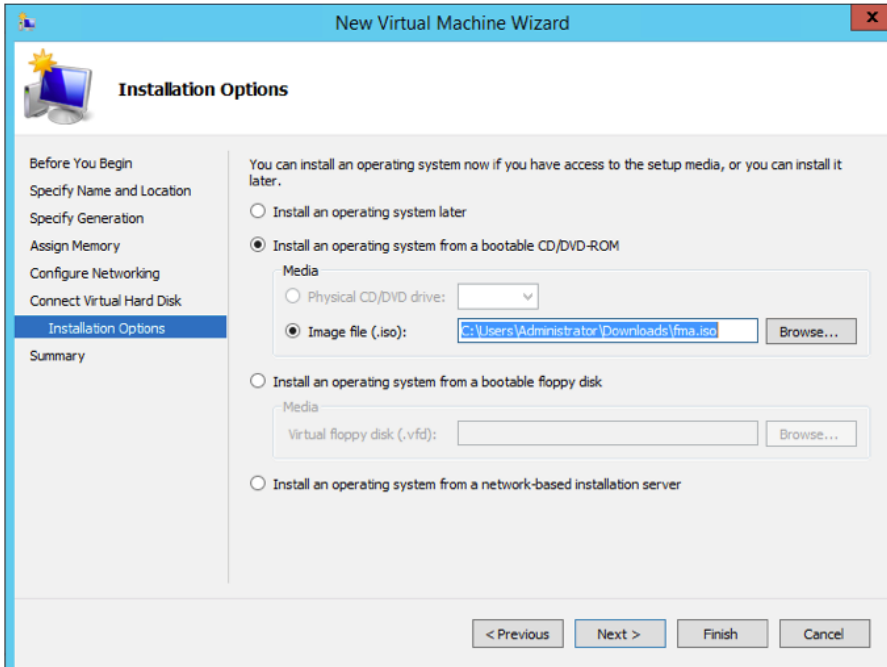 New Virtual Machine Wizard
x
Installation Options
Before You Begin
Specify Name and Location
Specify Generation
Assign Memory
Configure Networking
Connect Virtual Hard Disk
Installation Options
Summary
You can install an operating system now if you have access to the setup media, or you can install it
later.
Install an operating system later
Install an operating system from a bootable CD/DVD-ROM
Media
Physical CD/DVD drive:
Image file (.iso): C:\Users\Administrator\Downloads\fma.iso Browse...
Install an operating system from a bootable floppy disk
Media
Virtual floppy disk (.vfd): Browse...
Install an operating system from a network-based installation server
< Previous Next > Finish Cancel